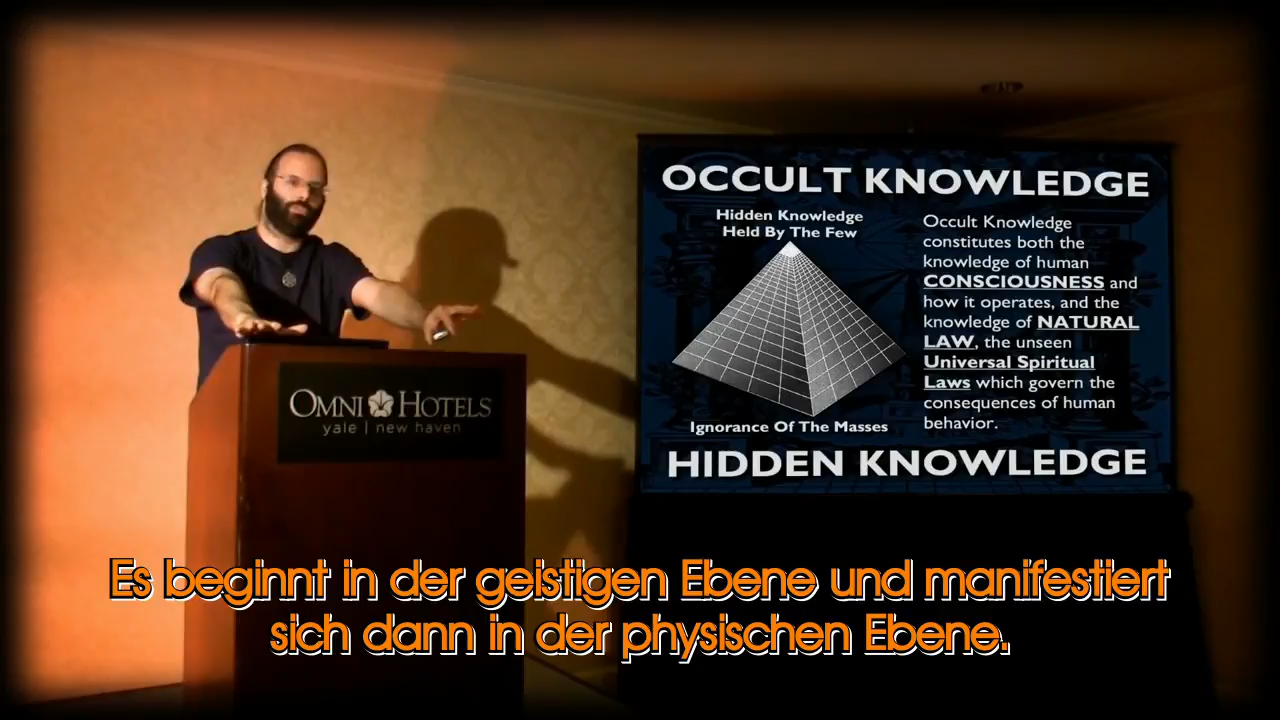 OCCULT KNOWLEDGE
Hidden Knowledge
Held By The Few
Ignorance Of The Masses
Occult Knowledge
constitutes both the
knowledge of human
CONSCIOUSNESS and
how it operates, and the
knowledge of NATURAL
LAW, the unseen
Universal Spiritual
Laws which govern the
consequences of human
behavior.
HIDDEN KNOWLEDGE
OMNI HOTELS
yale | new haven
Es beginnt in der geistigen Ebene und manifestiert
sich dann in der physischen Ebene.